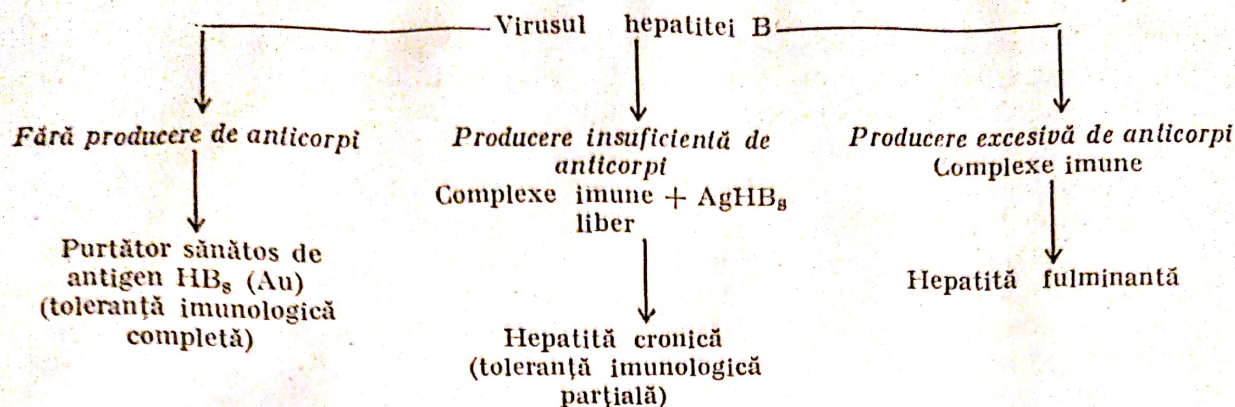 Virusul hepatitei B
Fără producere de anticorpi
Purtător sănătos de
antigen HBs (Au)
(toleranță imunologică
completă)
Producere insuficientă de
anticorpi
Complexe imune + AgHBs
liber
Hepatită cronică
(toleranță imunologică
parțială)
Producere excesivă de anticorpi
Complexe imune
Hepatită fulminantă